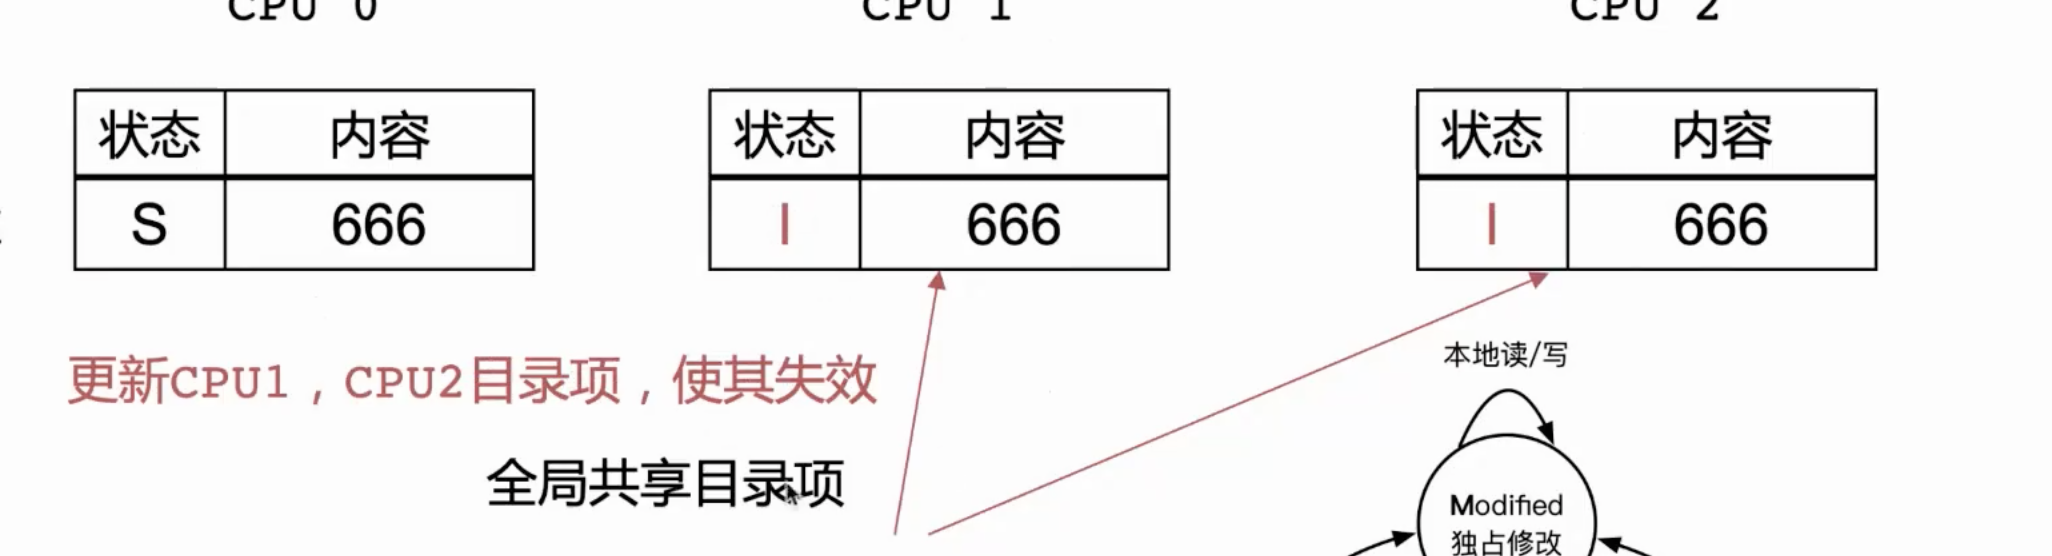 CPU 0
CPU 1
CPU 2
状态 内容
S 666
状态 内容
I 666
状态 内容
I 666
更新CPU1，CPU2目录项，使其失效
全局共享目录项
本地读/写
Modified
独占修改